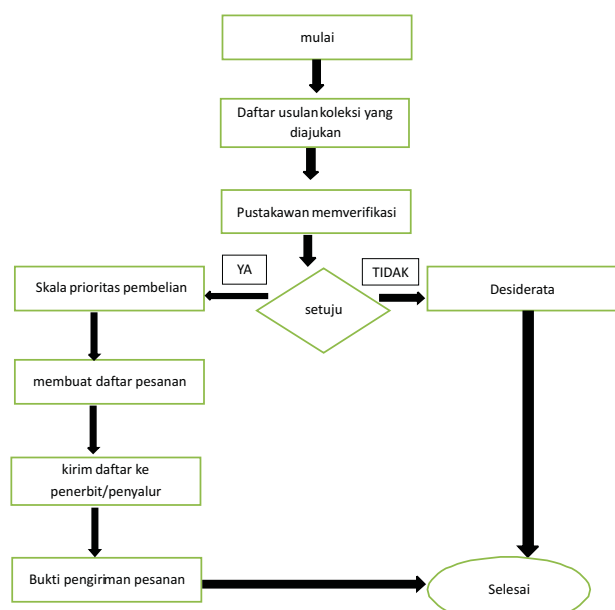 mulai
Daftar usulan koleksi yang
diajukan
Pustakawan memverifikasi
YA
TIDAK
Skala prioritas pembelian
setuju
Desiderata
membuat daftar pesanan
kirim daftar ke
penerbit/penyalur
Bukti pengiriman pesanan
Selesai